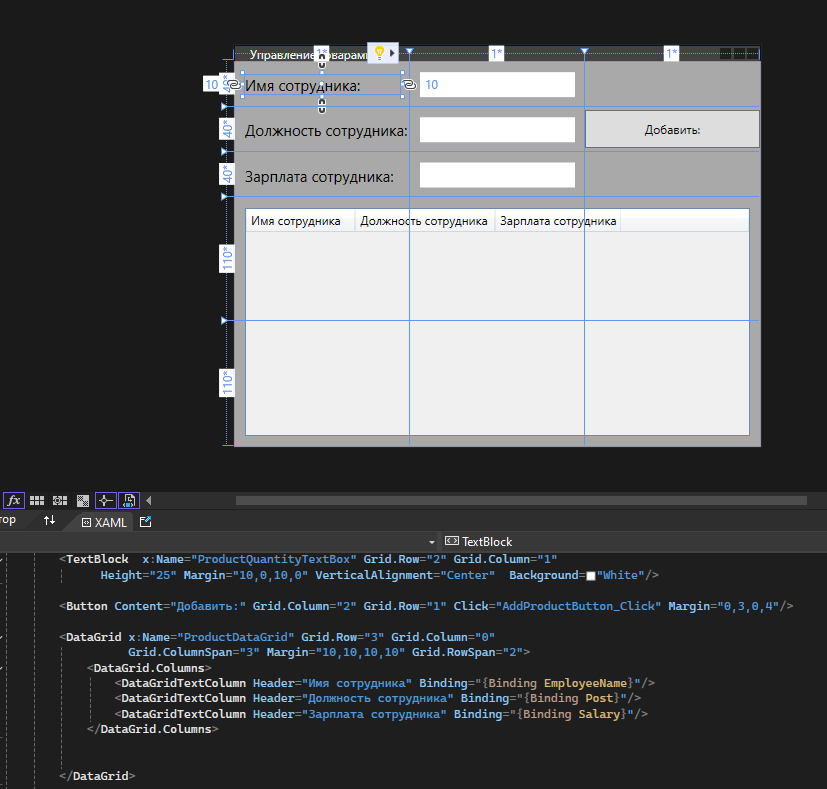 Управление
1*
1*
1*
10
40*
Имя сотрудника:
10
40*
Должность сотрудника:
Добавить:
40*
Зарплата сотрудника:
Имя сотрудника
Должность сотрудника
Зарплата сотрудника
110*
110*
fx
тор
XAML
TextBlock
<TextBlock x:Name="ProductQuantityTextBox" Grid.Row="2" Grid.Column="1"
Height="25" Margin="10,0,10,0" VerticalAlignment="Center" Background="White"/>
<Button Content="Добавить:" Grid.Column="2" Grid.Row="1" Click="AddProductButton_Click" Margin="0,3,0,4"/>
<DataGrid x:Name="ProductDataGrid" Grid.Row="3" Grid.Column="0"
Grid.ColumnSpan="3" Margin="10,10,10,10" Grid.RowSpan="2">
<DataGrid.Columns>
<DataGridTextColumn Header="Имя сотрудника" Binding="{Binding EmployeeName}"/>
<DataGridTextColumn Header="Должность сотрудника" Binding="{Binding Post}"/>
<DataGridTextColumn Header="Зарплата сотрудника" Binding="{Binding Salary}"/>
</DataGrid.Columns>
</DataGrid>